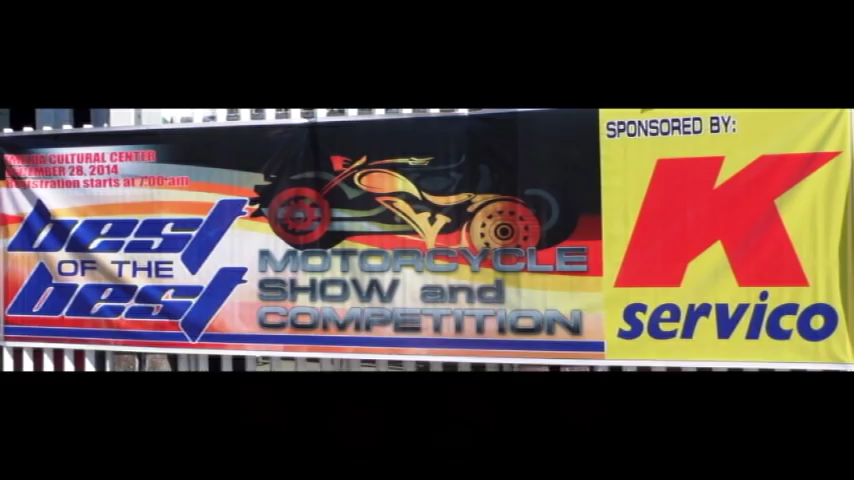 CULTURAL CENTER
28, 2014
Registration starts at 7:00 am
best
OF THE
best
MOTORCYCLE
SHOW and
COMPETITION
SPONSORED BY:
K
servico